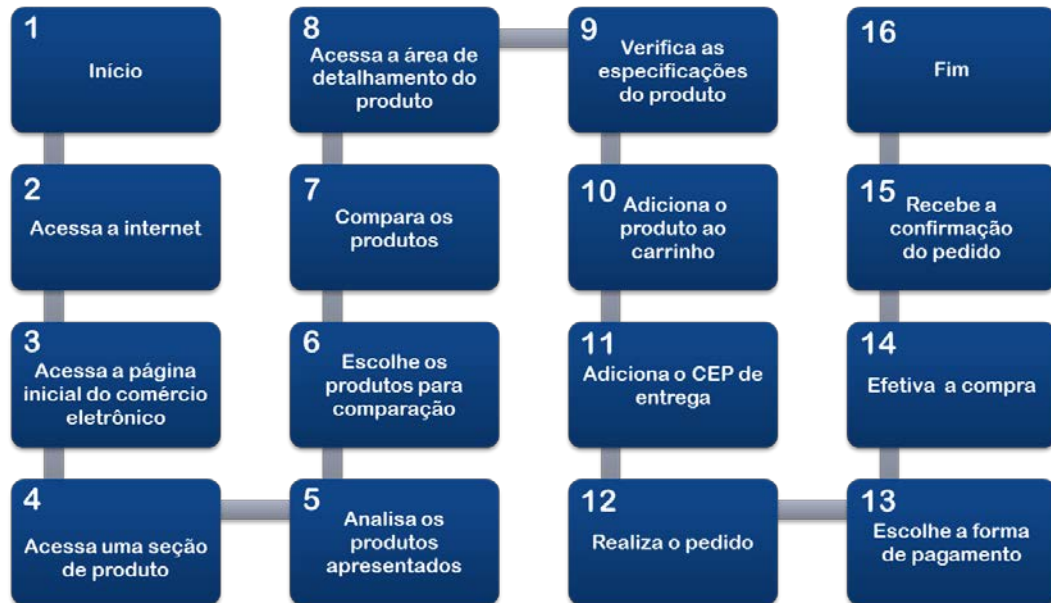 1
Início
2
Acessa a internet
3
Acessa a página
inicial do comércio
eletrônico
4
Acessa uma seção
de produto
5
Analisa os
produtos
apresentados
6
Escolhe os
produtos para
comparação
7
Compara os
produtos
8
Acessa a área de
detalhamento do
produto
9
Verifica as
especificações
do produto
10
Adiciona o
produto ao
carrinho
11
Adiciona o CEP de
entrega
12
Realiza o pedido
13
Escolhe a forma
de pagamento
14
Efetiva a compra
15
Recebe a
confirmação
do pedido
16
Fim